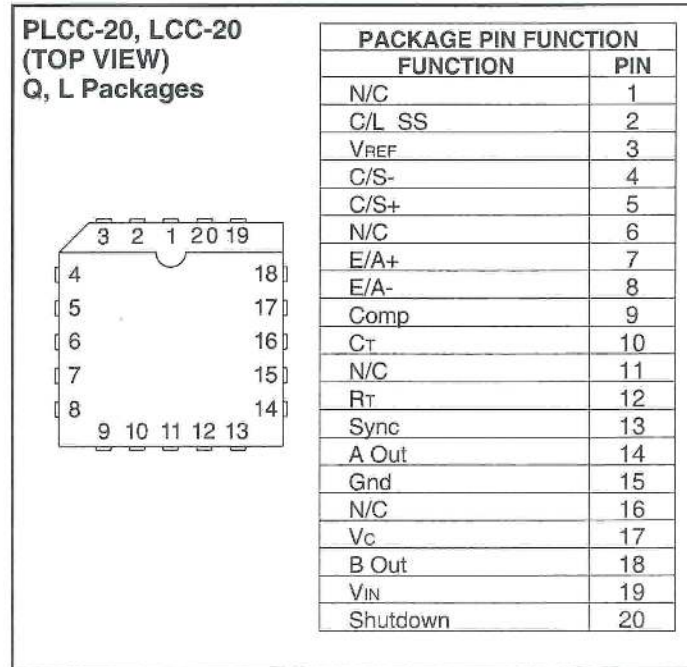 PLCC-20, LCC-20
(TOP VIEW)
Q, L Packages
3 2 1 20 19
4 18
5 17
6 16
7 15
8 14
9 10 11 12 13
PACKAGE PIN FUNCTION
FUNCTION PIN
N/C 1
C/L SS 2
VREF 3
C/S- 4
C/S+ 5
N/C 6
E/A+ 7
E/A- 8
Comp 9
CT 10
N/C 11
RT 12
Sync 13
A Out 14
Gnd 15
N/C 16
VC 17
B Out 18
VIN 19
Shutdown 20